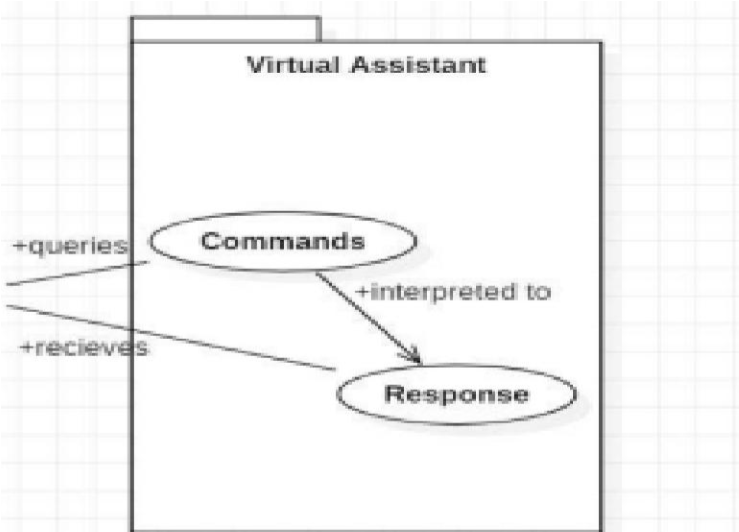 Virtual Assistant
+queries
Commands
+interpreted to
+recieves
Response